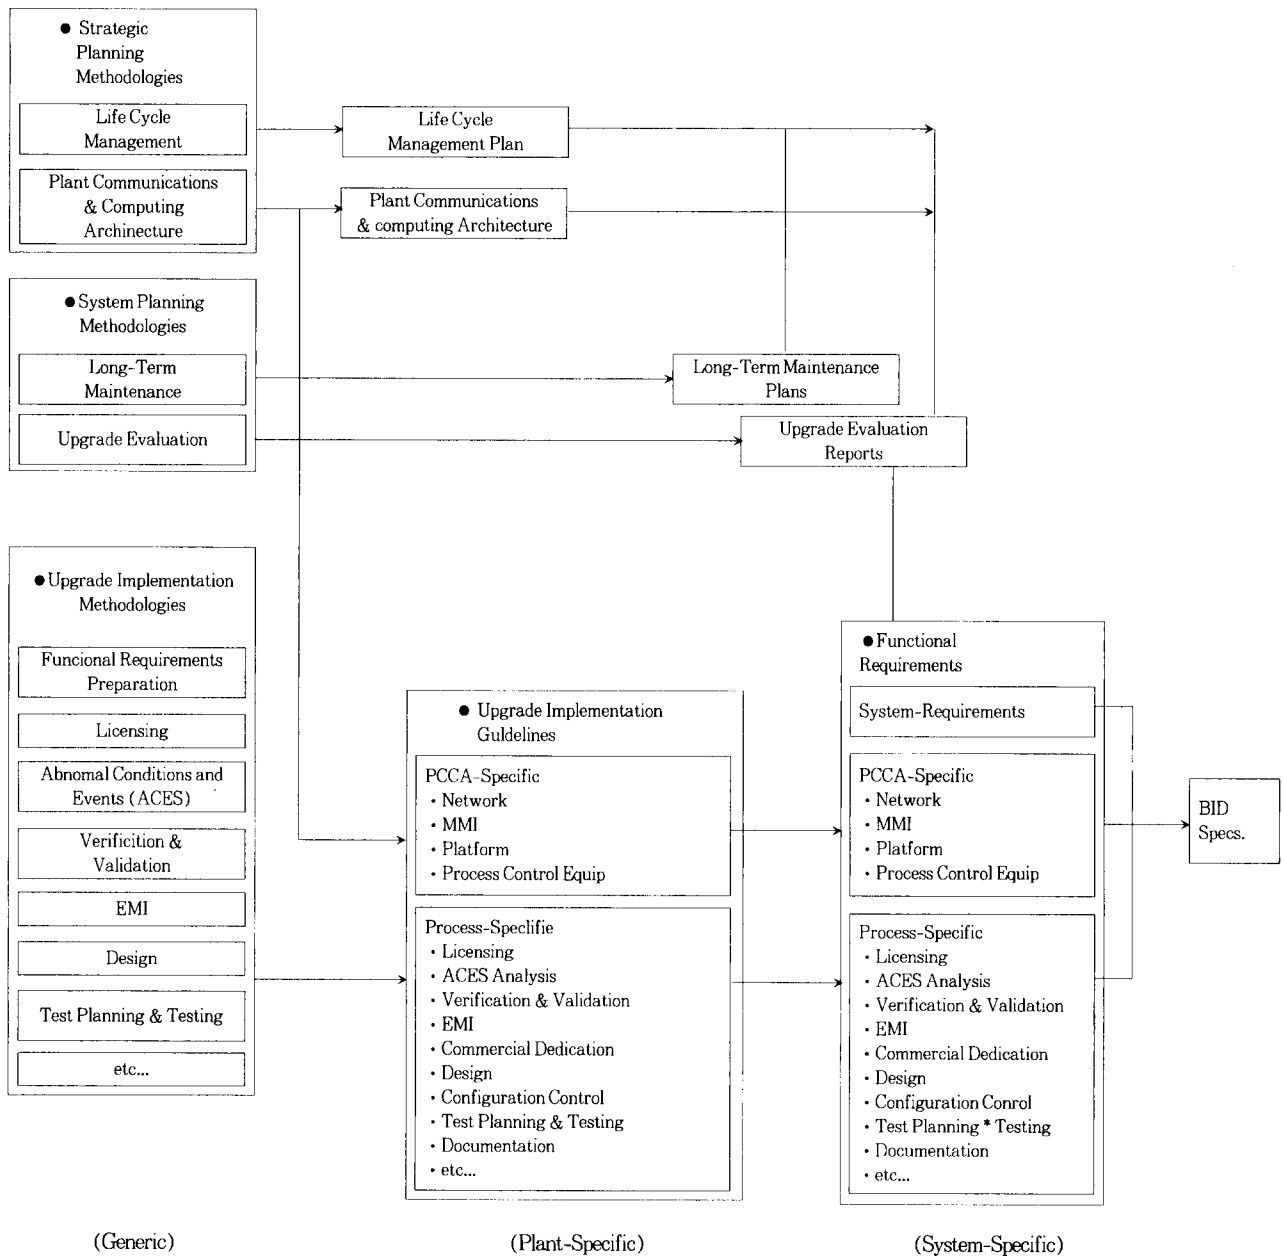 ● Strategic
Planning
Methodologies
Life Cycle
Management
Plant Communications
& Computing
Archinecture
Life Cycle
Management Plan
Plant Communications
& computing Architecture
● System Planning
Methodologies
Long-Term
Maintenance
Upgrade Evaluation
Long-Term Maintenance
Plans
Upgrade Evaluation
Reports
● Upgrade Implementation
Methodologies
Funcional Requirements
Preparation
Licensing
Abnomal Conditions and
Events (ACES)
Verificition &
Validation
EMI
Design
Test Planning & Testing
etc...
● Upgrade Implementation
Guldelines
PCCA-Specific
· Network
· MMI
· Platform
· Process Control Equip
Process-Speclifie
· Licensing
· ACES Analysis
· Verification & Validation
· EMI
· Commercial Dedication
· Design
· Configuration Control
· Test Planning & Testing
· Documentation
· etc...
● Functional
Requirements
System-Requirements
PCCA-Specific
· Network
· MMI
· Platform
· Process Control Equip
Process-Specific
· Licensing
· ACES Analysis
· Verification & Validation
· EMI
· Commercial Dedication
· Design
· Configuration Conrol
· Test Planning * Testing
· Documentation
· etc...
BID
Specs.
(Generic)
(Plant-Specific)
(System-Specific)